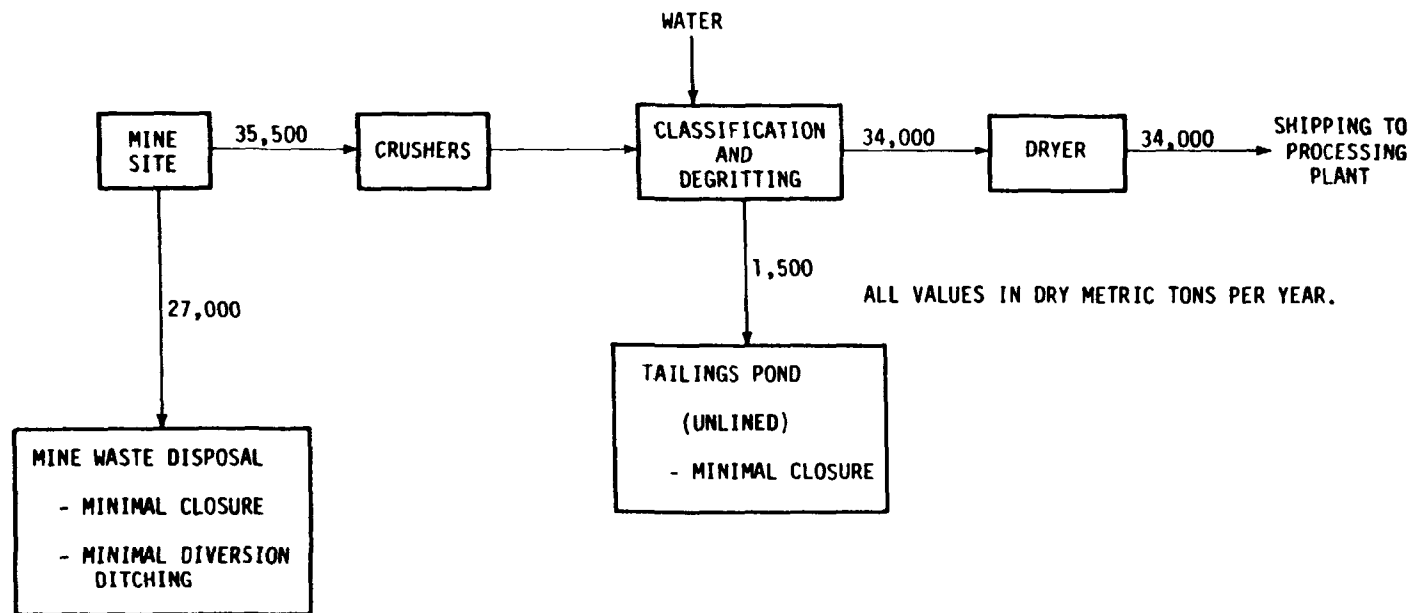 WATER
MINE
SITE
35,500
CRUSHERS
CLASSIFICATION
AND
DEGRITTING
34,000
DRYER
34,000
SHIPPING TO
PROCESSING
PLANT
27,000
1,500
ALL VALUES IN DRY METRIC TONS PER YEAR.
MINE WASTE DISPOSAL
- MINIMAL CLOSURE
- MINIMAL DIVERSION
DITCHING
TAILINGS POND
(UNLINED)
- MINIMAL CLOSURE